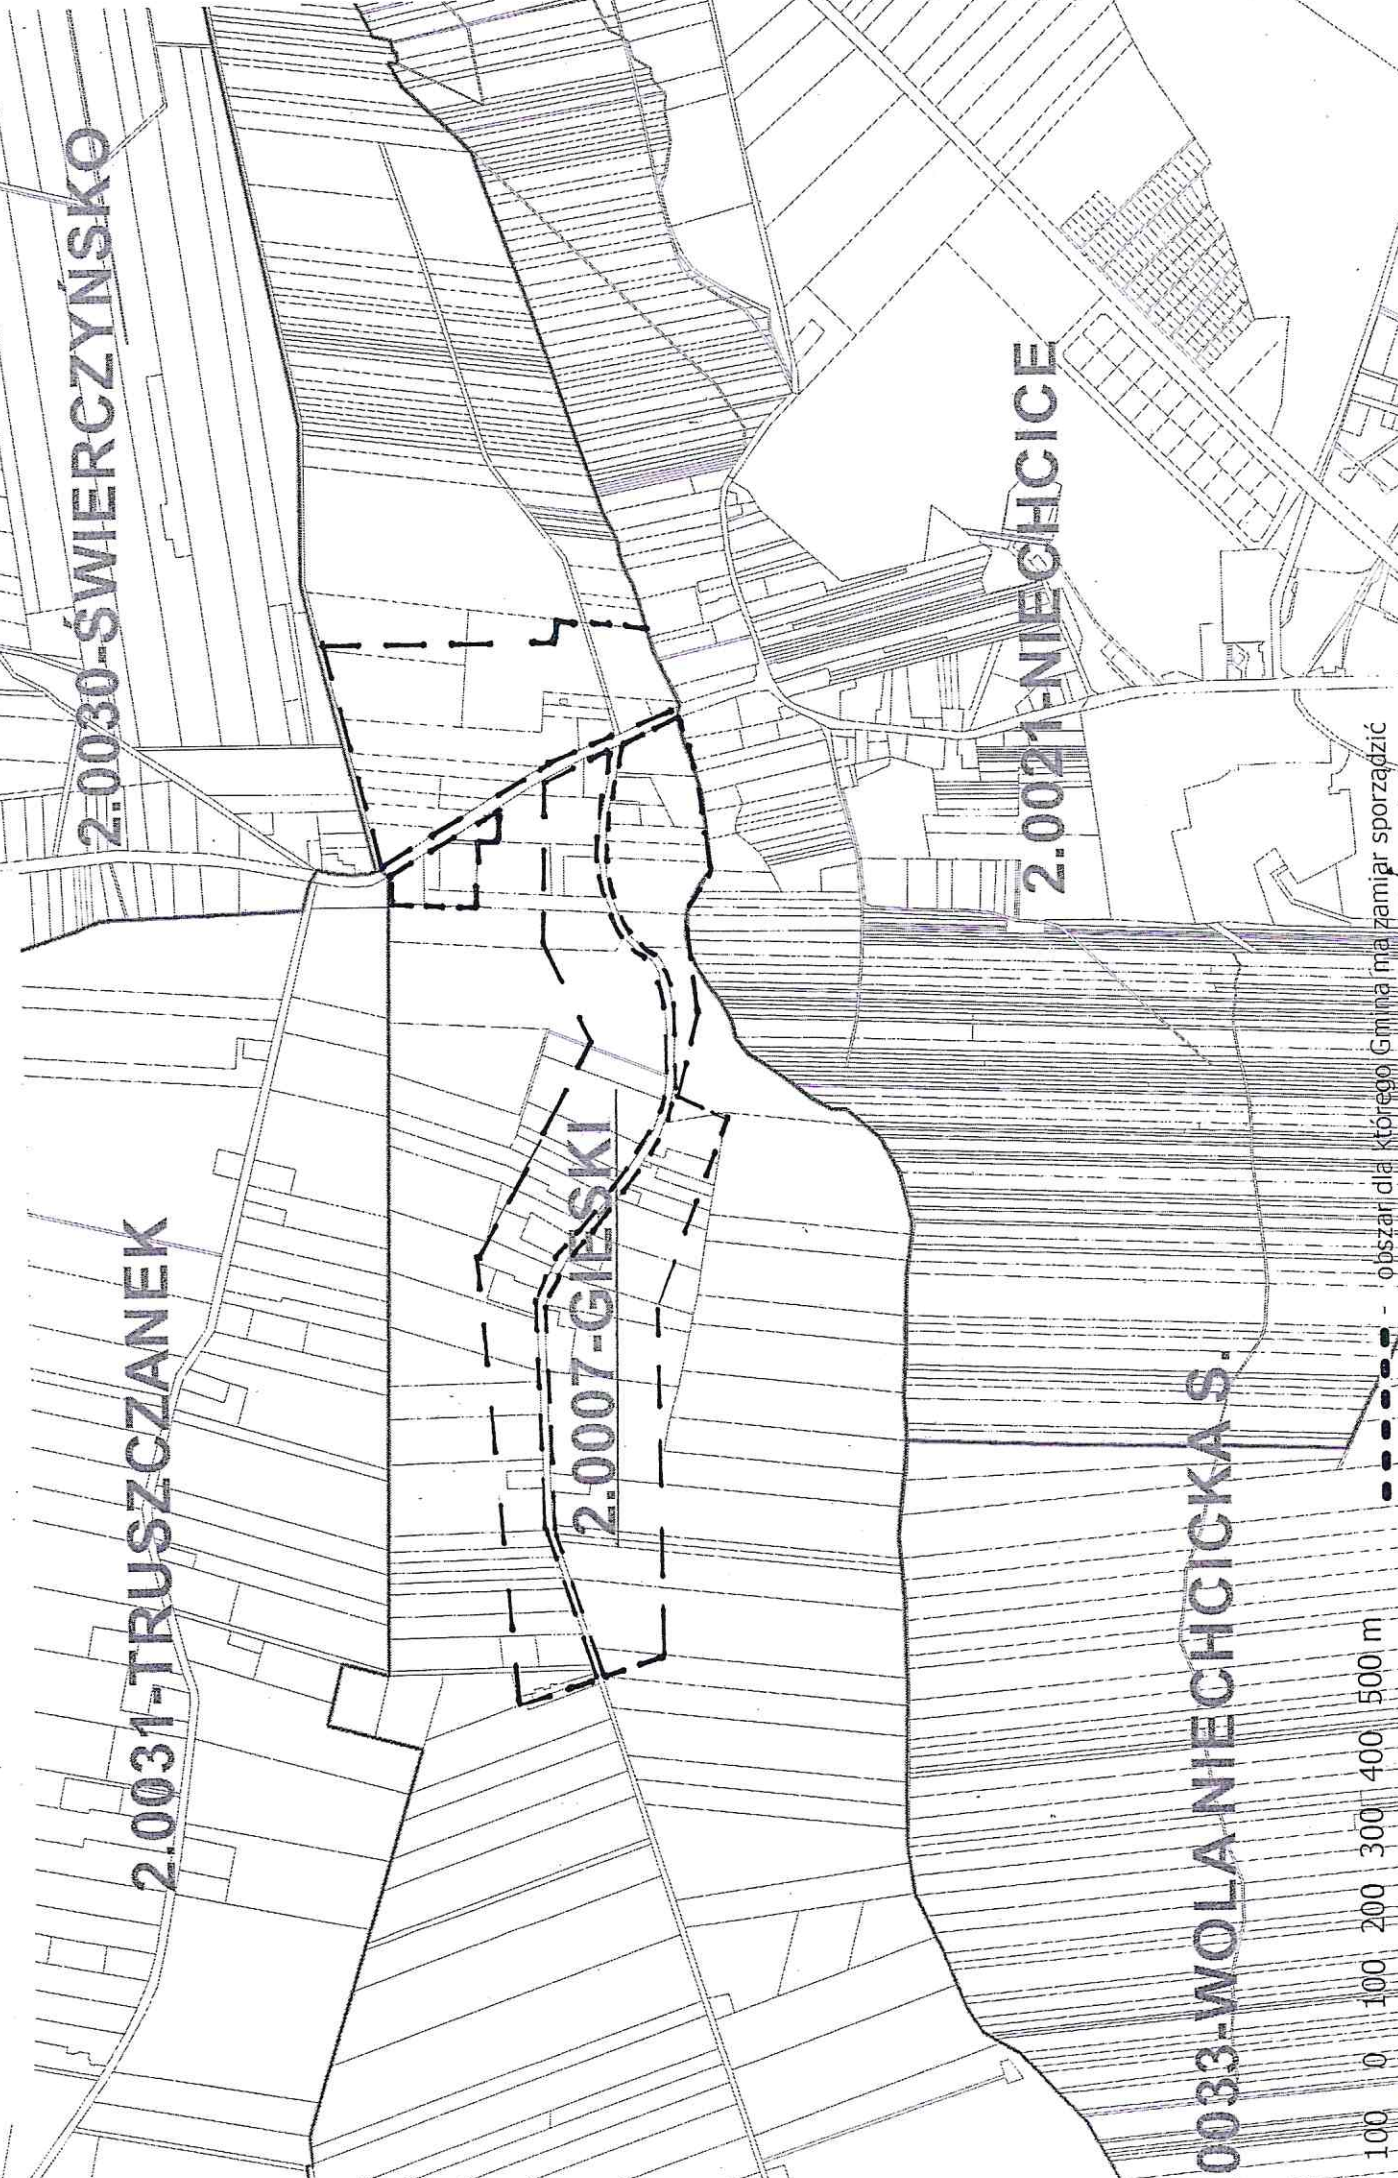 2.0030-ŚWIERCZYŃSKO
2.0031-TRUSZCZANEK
2.0007-GIESKI
2.0021-NIECHCICE
0033-WOLA NIECHCICKA S.
100 0 100 200 300 400 500 m
- obszar, dla którego Gmina ma zamiar sporządzić